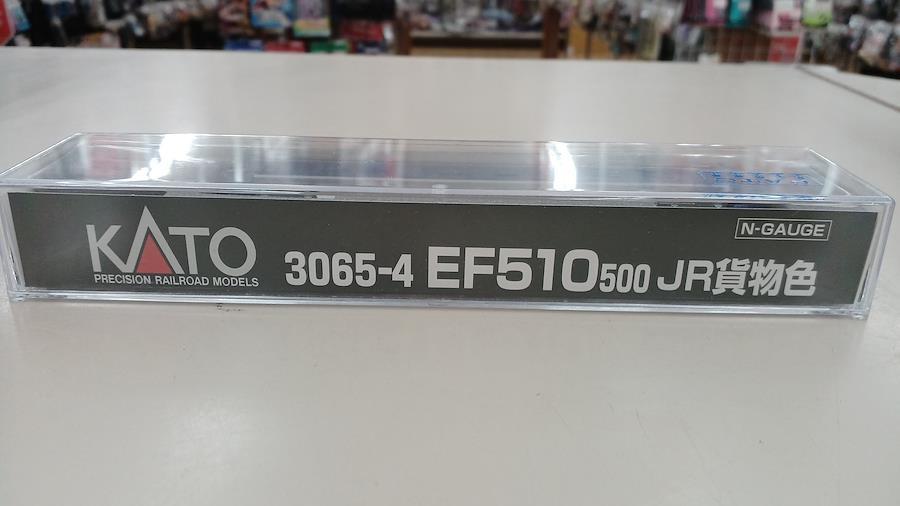 KATO
PRECISION RAILROAD MODELS
3065-4 EF510 500 JR貨物色
N-GAUGE